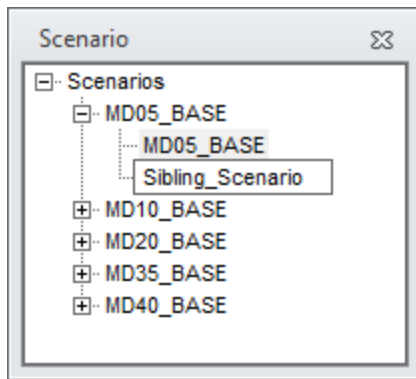 Scenario
Scenarios
MD05_BASE
MD05_BASE
Sibling_Scenario
MD10_BASE
MD20_BASE
MD35_BASE
MD40_BASE